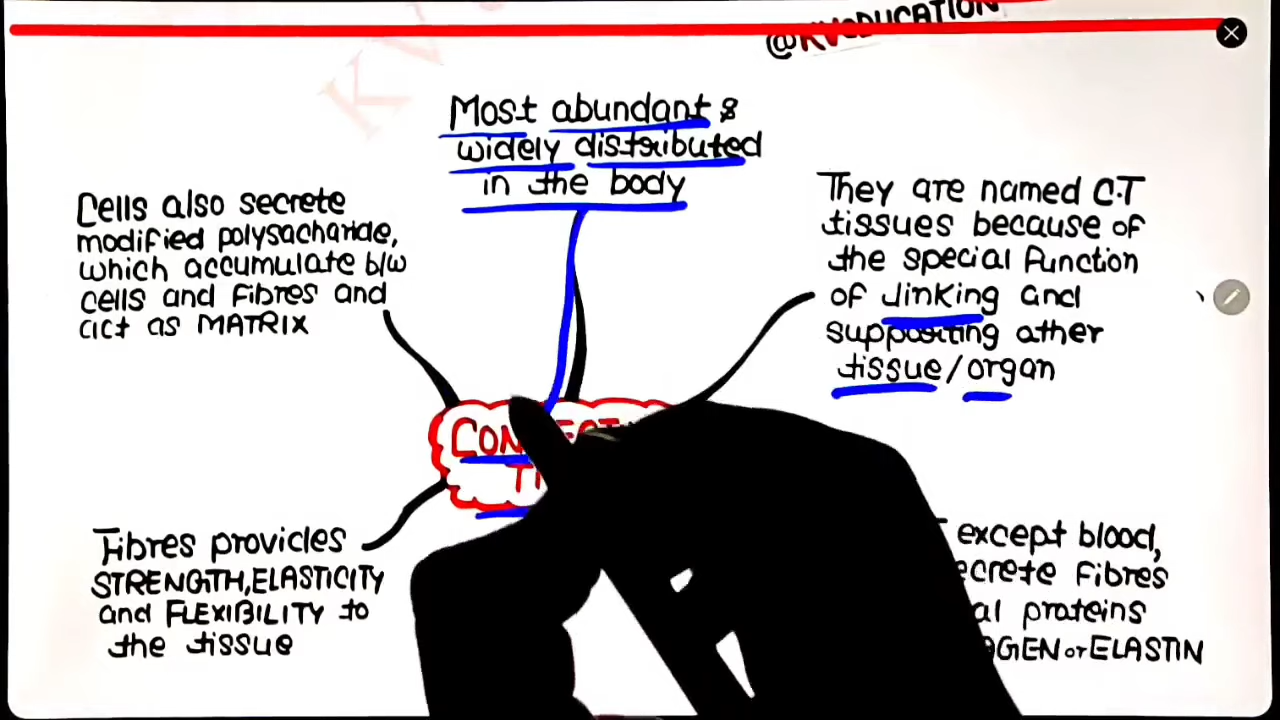 @KVEDUCATION
Most abundant &
widely distributed
in the body
Cells also secrete
modified polysacharide,
which accumulate b/w
cells and fibres and
act as MATRIX
They are named C.T
tissues because of
the special function
of linking and
supposting other
tissue/organ
Fibres provides
STRENGTH, ELASTICITY
and FLEXIBILITY to
the tissue
except blood,
fibres
proteins
or ELASTIN